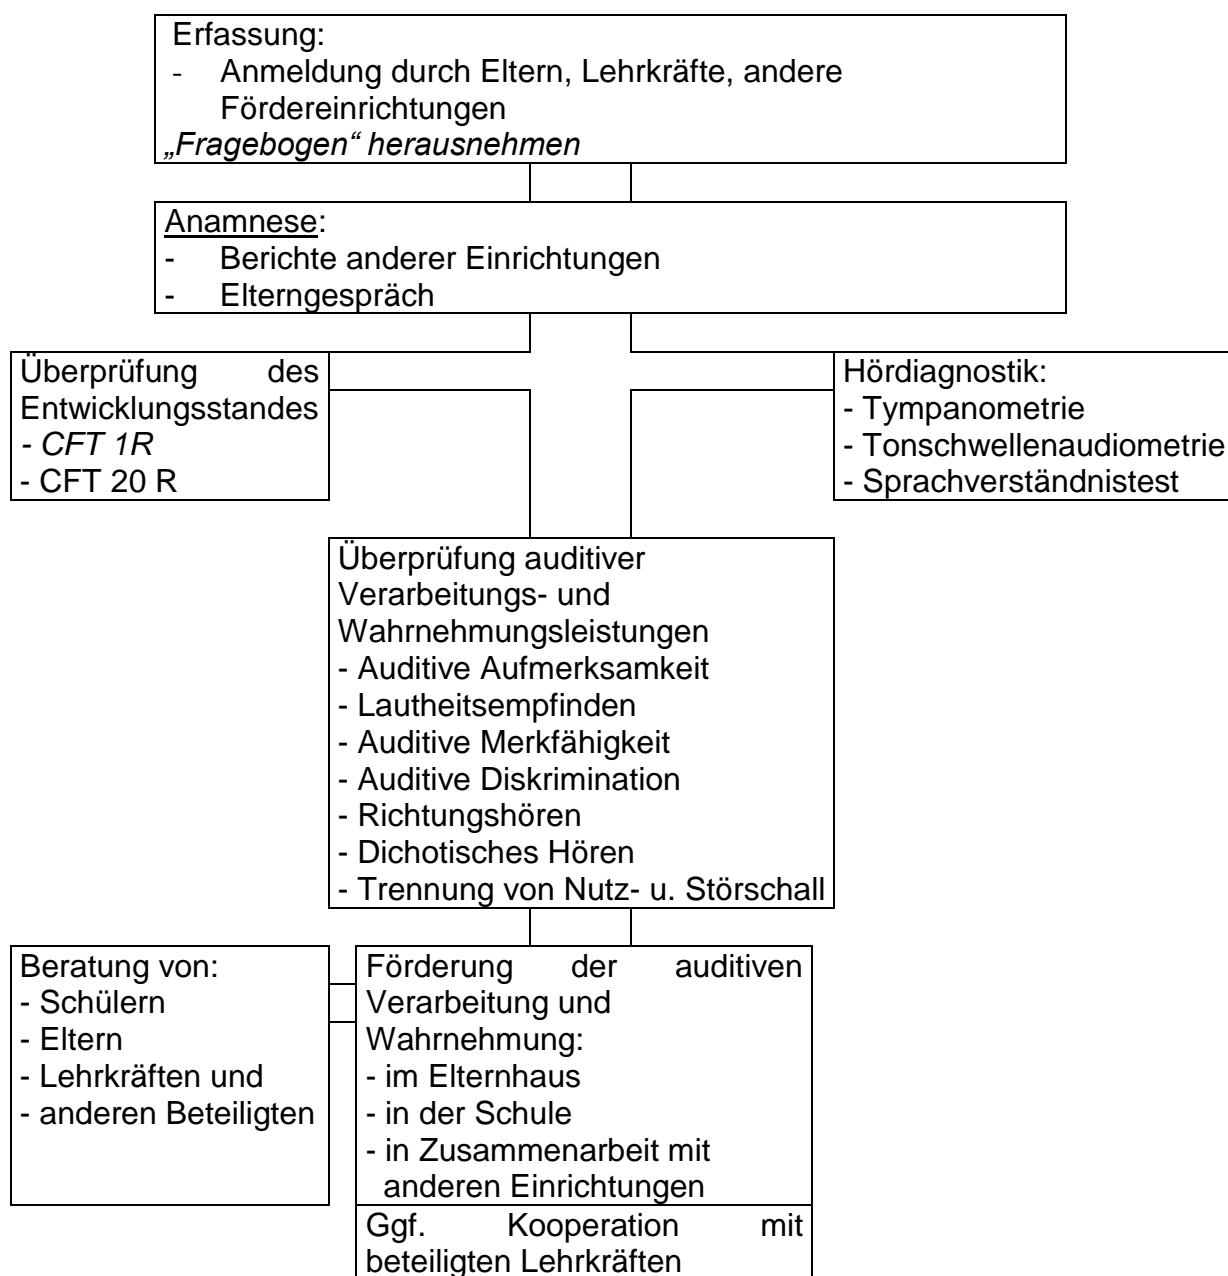 Erfassung:
- Anmeldung durch Eltern, Lehrkräfte, andere
Fördereinrichtungen
„Fragebogen“ herausnehmen
Anamnese:
- Berichte anderer Einrichtungen
- Elterngespräch
Überprüfung des
Entwicklungsstandes
- CFT 1R
- CFT 20 R
Hördiagnostik:
- Tympanometrie
- Tonschwellenaudiometrie
- Sprachverständnistest
Überprüfung auditiver
Verarbeitungs- und
Wahrnehmungsleistungen
- Auditive Aufmerksamkeit
- Lautheitsempfinden
- Auditive Merkfähigkeit
- Auditive Diskrimination
- Richtungshören
- Dichotisches Hören
- Trennung von Nutz- u. Störschall
Beratung von:
- Schülern
- Eltern
- Lehrkräften und
- anderen Beteiligten
Förderung der auditiven
Verarbeitung und
Wahrnehmung:
- im Elternhaus
- in der Schule
- in Zusammenarbeit mit
anderen Einrichtungen
Ggf. Kooperation mit
beteiligten Lehrkräften